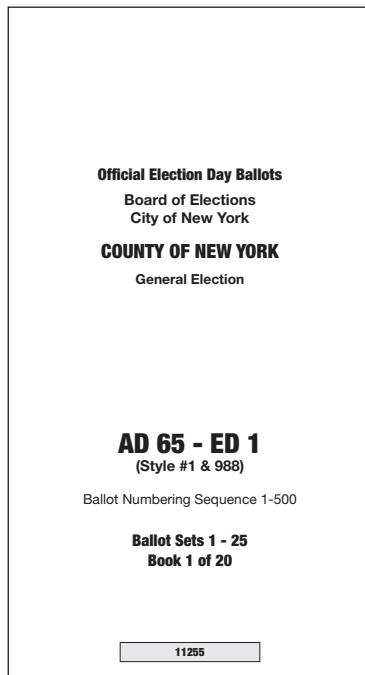 Official Election Day Ballots
Board of Elections
City of New York
COUNTY OF NEW YORK
General Election
AD 65 - ED 1
(Style #1 & 988)
Ballot Numbering Sequence 1-500
Ballot Sets 1 - 25
Book 1 of 20
11255